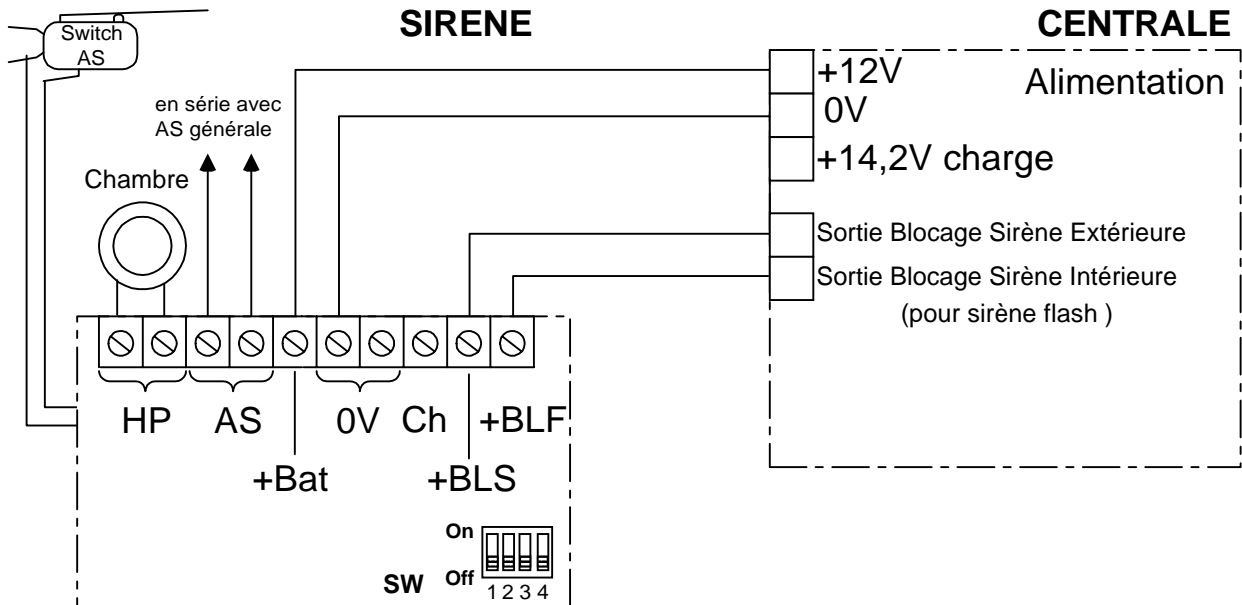 SIRENE
CENTRALE
Switch
AS
+12V
Alimentation
0V
en série avec
AS générale
+14,2V charge
Chambre
Sortie Blocage Sirène Extérieure
Sortie Blocage Sirène Intérieure
(pour sirène flash )
HP AS 0V Ch +BLF
+Bat +BLS
On
SW Off
1 2 3 4